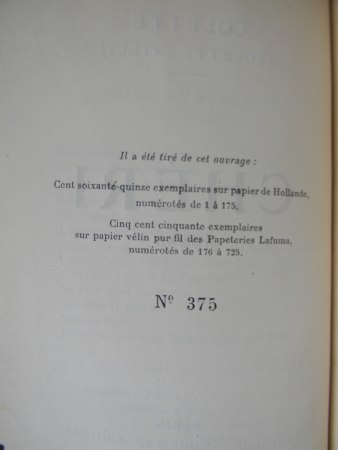 Il a été tiré de cet ouvrage :
Cent soixante-quinze exemplaires sur papier de Hollande,
numérotés de 1 à 175.
Cinq cent cinquante exemplaires
sur papier vélin pur fil des Papeteries Lafuma,
numérotés de 176 à 725.
Nº 375